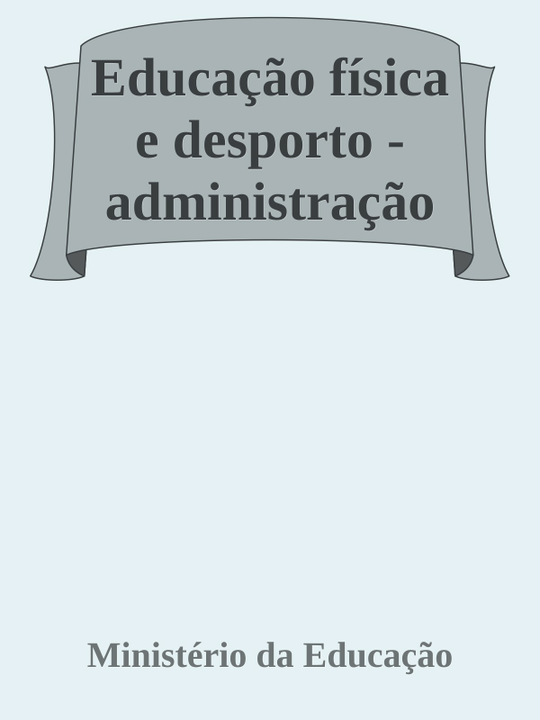 Educação física
e desporto -
administração
Ministério da Educação